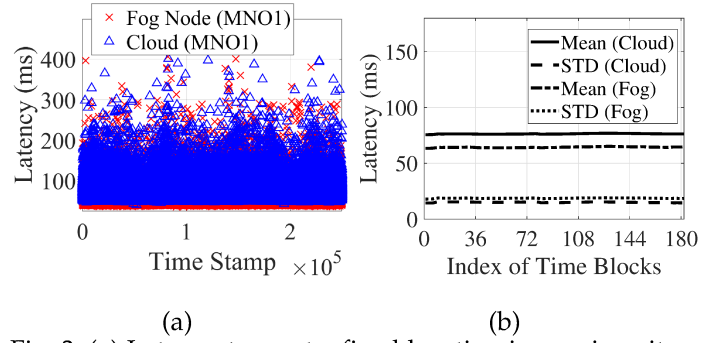 Fog Node (MNO1)
Cloud (MNO1)
400
300
200
100
Latency (ms)
0
1
2
Time Stamp
×10^5
(a)
150
100
50
0
Latency (ms)
Mean (Cloud)
STD (Cloud)
Mean (Fog)
STD (Fog)
0
36
72
108
144
180
Index of Time Blocks
(b)